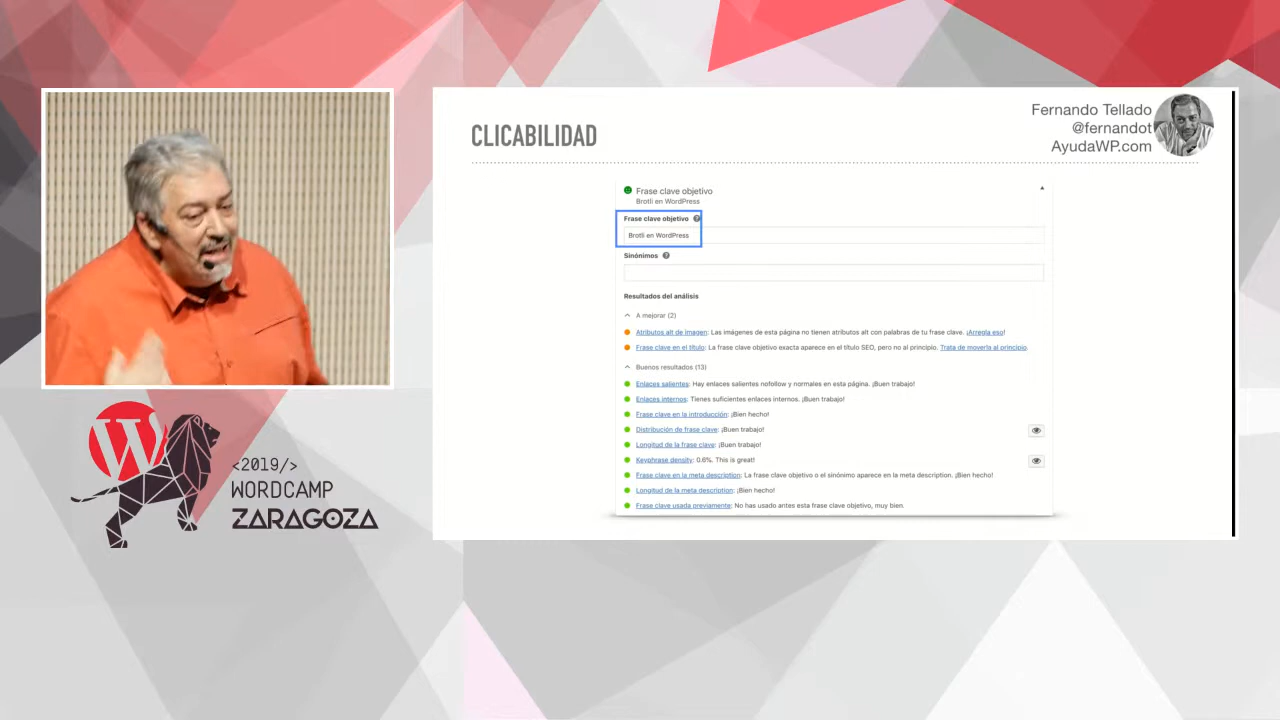 CLICABILIDAD
Fernando Tellado
@fernandot
AyudaWP.com
Frase clave objetivo
Brotli en WordPress
Frase clave objetivo
Brotli en WordPress
Sinónimos
Resultados del análisis
A mejorar (2)
Atributos alt de imagen: Las imágenes de esta página no tienen atributos alt con palabras de tu frase clave. ¡Arregla eso!
Frase clave en el título: La frase clave objetivo exacta aparece en el título SEO, pero no al principio. Trata de moverla al principio.
Buenos resultados (13)
Enlaces salientes: Hay enlaces salientes nofollow y normales en esta página. ¡Buen trabajo!
Enlaces internos: Tienes suficientes enlaces internos. ¡Buen trabajo!
Frase clave en la introducción: ¡Bien hecho!
Distribución de frase clave: ¡Buen trabajo!
Longitud de la frase clave: ¡Buen trabajo!
Keyphrase density: 0.6%. This is great!
Frase clave en la meta description: La frase clave objetivo o el sinónimo aparece en la meta description. ¡Bien hecho!
Longitud de la meta description: ¡Bien hecho!
Frase clave usada previamente: No has usado antes esta frase clave objetivo, muy bien.
<2019/>
WORDCAMP
ZARAGOZA